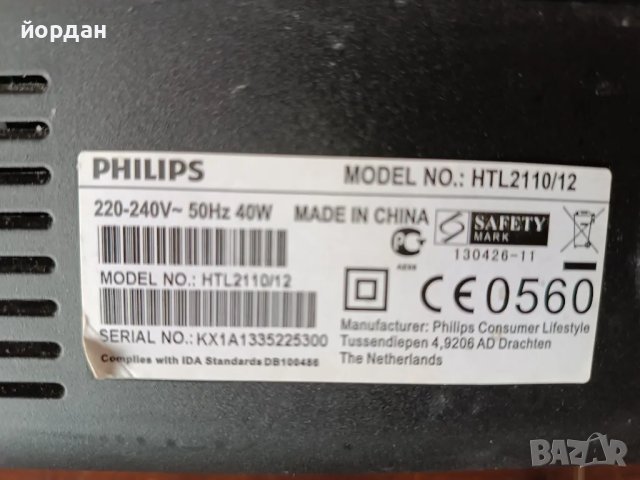 йордан
PHILIPS MODEL NO.: HTL2110/12
220-240V~ 50Hz 40W MADE IN CHINA
SAFETY
MARK
130426-11
MODEL NO.: HTL2110/12
CE0560
SERIAL NO.: KX1A1335225300
Complies with IDA Standards DB100486
Manufacturer: Philips Consumer Lifestyle
Tussendiepen 4,9206 AD Drachten
The Netherlands
BAZAR